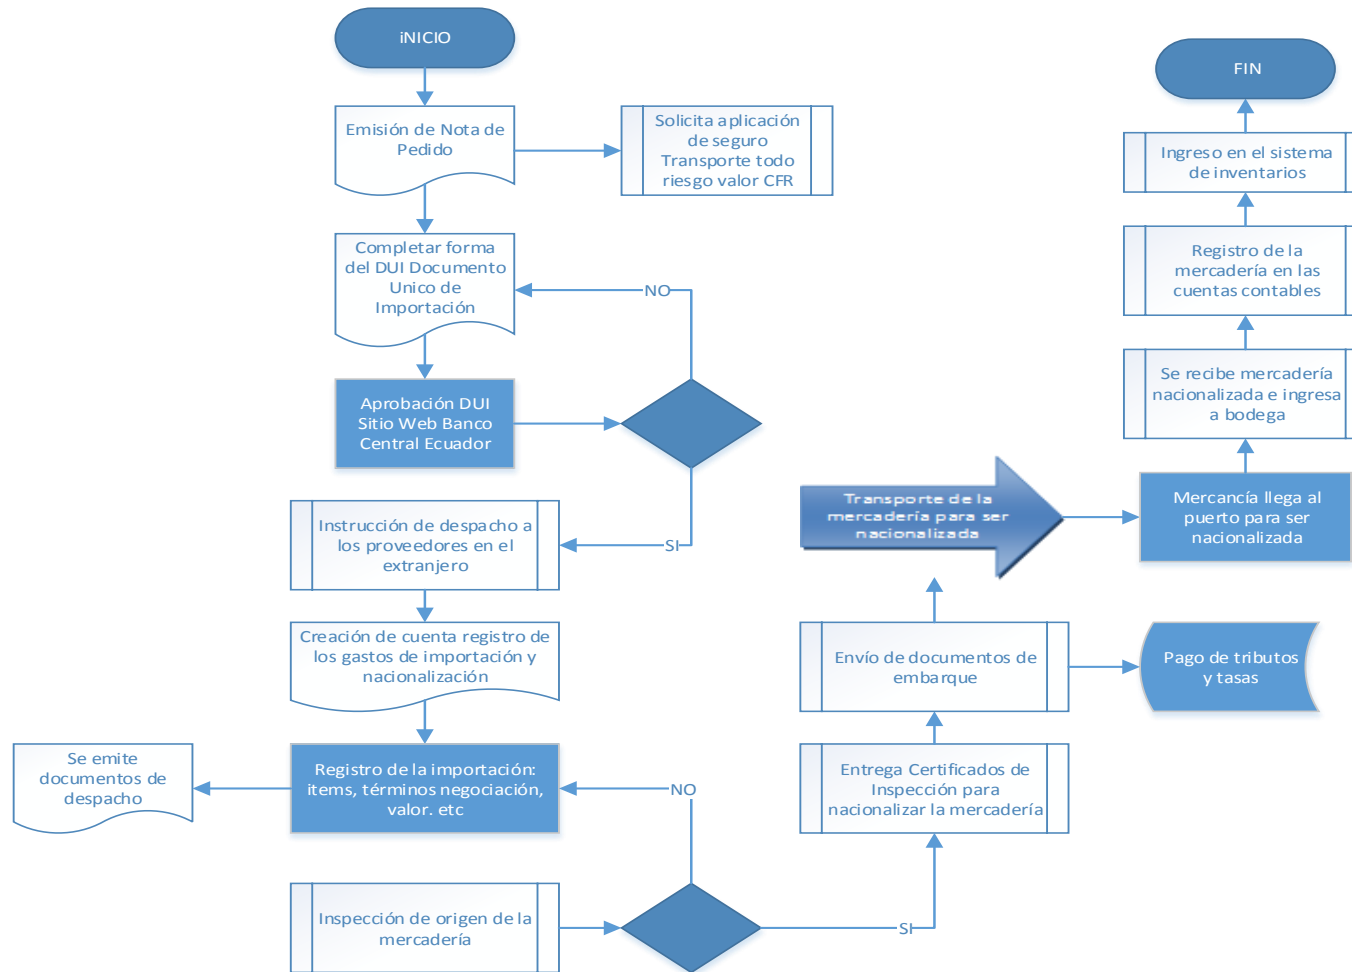 iNICIO
Emisión de Nota de
Pedido
Solicita aplicación
de seguro
Transporte todo
riesgo valor CFR
Completar forma
del DUI Documento
Unico de
Importación
NO
Aprobación DUI
Sitio Web Banco
Central Ecuador
SI
Instrucción de despacho a
los proveedores en el
extranjero
Creación de cuenta registro de
los gastos de importación y
nacionalización
Se emite
documentos de
despacho
Registro de la importación:
items, términos negociación,
valor. etc
NO
Inspección de origen de la
mercadería
SI
Entrega Certificados de
Inspección para
nacionalizar la mercadería
Envío de documentos de
embarque
Pago de tributos
y tasas
Transporte de la
mercadería para ser
nacionalizada
Mercancía llega al
puerto para ser
nacionalizada
Se recibe mercadería
nacionalizada e ingresa
a bodega
Registro de la
mercadería en las
cuentas contables
Ingreso en el sistema
de inventarios
FIN